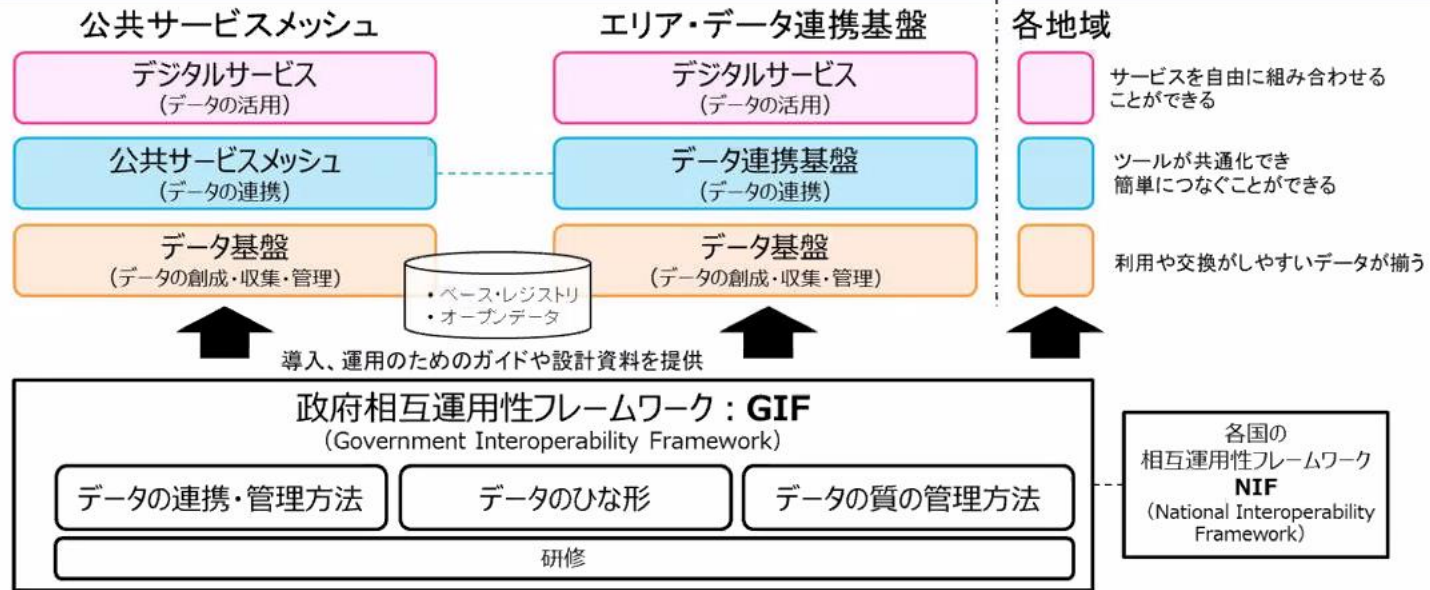 公共サービスメッシュ
エリア・データ連携基盤
各地域
デジタルサービス
(データの活用)
デジタルサービス
(データの活用)
サービスを自由に組み合わせる
ことができる
公共サービスメッシュ
(データの連携)
データ連携基盤
(データの連携)
ツールが共通化でき
簡単につなぐことができる
データ基盤
(データの創成・収集・管理)
データ基盤
(データの創成・収集・管理)
利用や交換がしやすいデータが揃う
• ベース・レジストリ
• オープンデータ
導入、運用のためのガイドや設計資料を提供
政府相互運用性フレームワーク：GIF
(Government Interoperability Framework)
データの連携・管理方法
データのひな形
データの質の管理方法
研修
各国の
相互運用性フレームワーク
NIF
(National Interoperability
Framework)